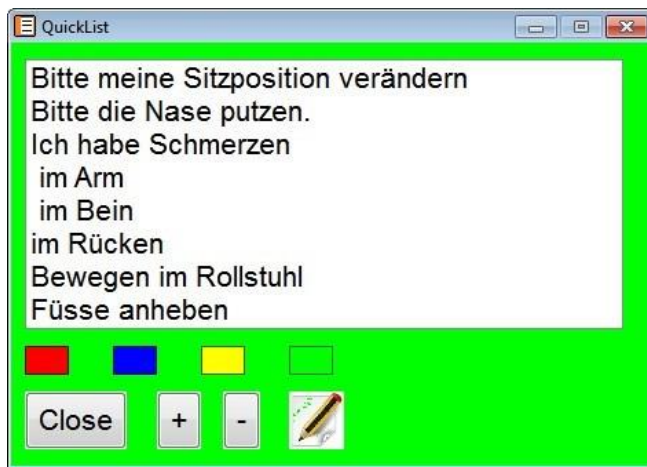 QuickList
Bitte meine Sitzposition verändern
Bitte die Nase putzen.
Ich habe Schmerzen
im Arm
im Bein
im Rücken
Bewegen im Rollstuhl
Füsse anheben
Close + -